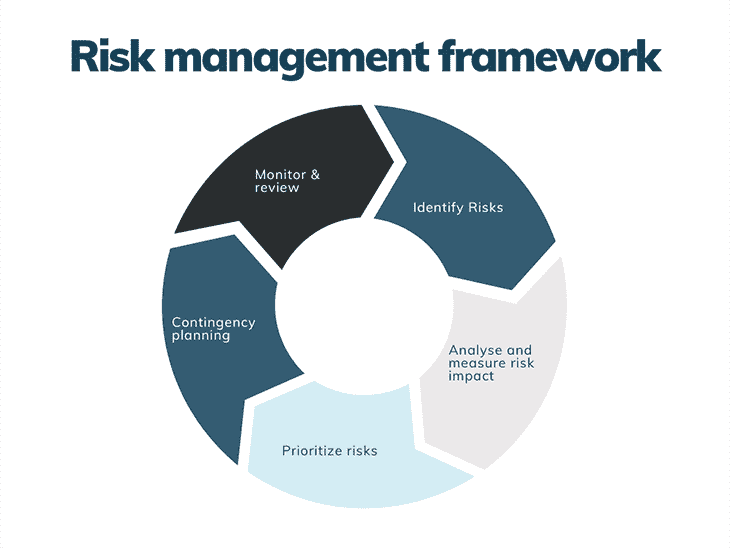 Risk management framework
Monitor &
review
Identify Risks
Contingency
planning
Analyse and
measure risk
impact
Prioritize risks